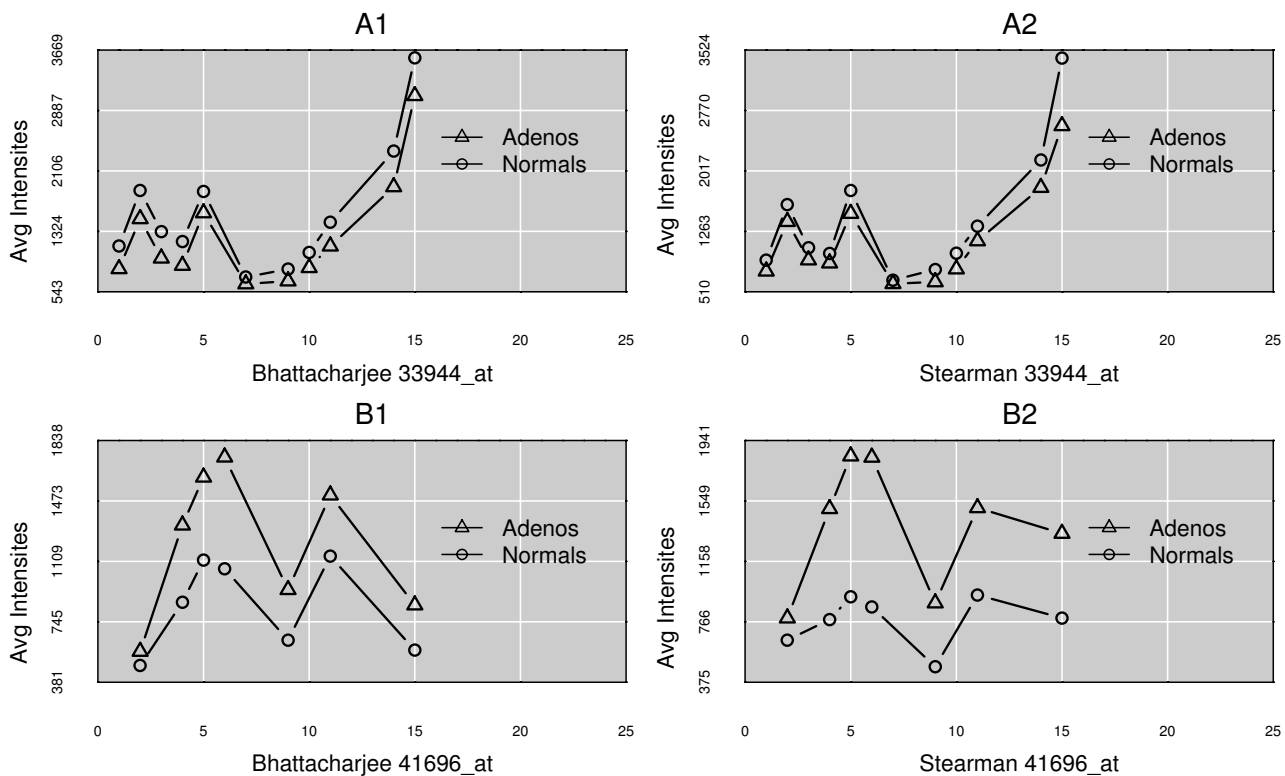 A1
Avg Intensites
3669
2887
2106
1324
543
Adenos
Normals
0 5 10 15 20 25
Bhattacharjee 33944_at
A2
Avg Intensites
3524
2770
2017
1263
510
Adenos
Normals
0 5 10 15 20 25
Stearman 33944_at
B1
Avg Intensites
1838
1473
1109
745
381
Adenos
Normals
0 5 10 15 20 25
Bhattacharjee 41696_at
B2
Avg Intensites
1941
1549
1158
766
375
Adenos
Normals
0 5 10 15 20 25
Stearman 41696_at